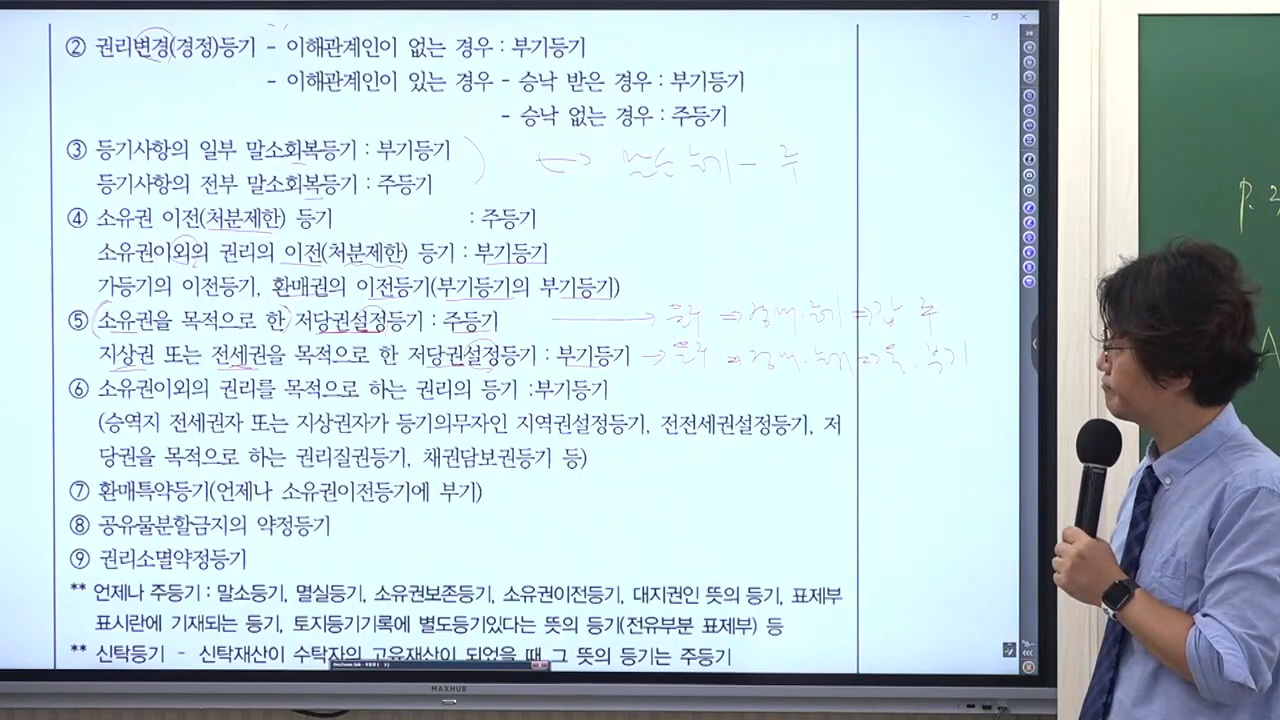 ② 권리변경(경정)등기 - 이해관계인이 없는 경우 : 부기등기
- 이해관계인이 있는 경우 - 승낙 받은 경우 : 부기등기
- 승낙 없는 경우 : 주등기
③ 등기사항의 일부 말소회복등기 : 부기등기
등기사항의 전부 말소회복등기 : 주등기
④ 소유권 이전(처분제한) 등기 : 주등기
소유권이외의 권리의 이전(처분제한) 등기 : 부기등기
가등기의 이전등기, 환매권의 이전등기(부기등기의 부기등기)
⑤ 소유권을 목적으로 한 저당권설정등기 : 주등기
지상권 또는 전세권을 목적으로 한 저당권설정등기 : 부기등기
⑥ 소유권이외의 권리를 목적으로 하는 권리의 등기 :부기등기
(승역지 전세권자 또는 지상권자가 등기의무자인 지역권설정등기, 전전세권설정등기, 저
당권을 목적으로 하는 권리질권등기, 채권담보권등기 등)
⑦ 환매특약등기(언제나 소유권이전등기에 부기)
⑧ 공유물분할금지의 약정등기
⑨ 권리소멸약정등기
** 언제나 주등기 : 말소등기, 멸실등기, 소유권보존등기, 소유권이전등기, 대지권인 뜻의 등기, 표제부
표시란에 기재되는 등기, 토지등기기록에 별도등기있다는 뜻의 등기(전유부분 표제부) 등
** 신탁등기 - 신탁재산이 수탁자의 고유재산이 되었을 때 그 뜻의 등기는 주등기
MAXHUB